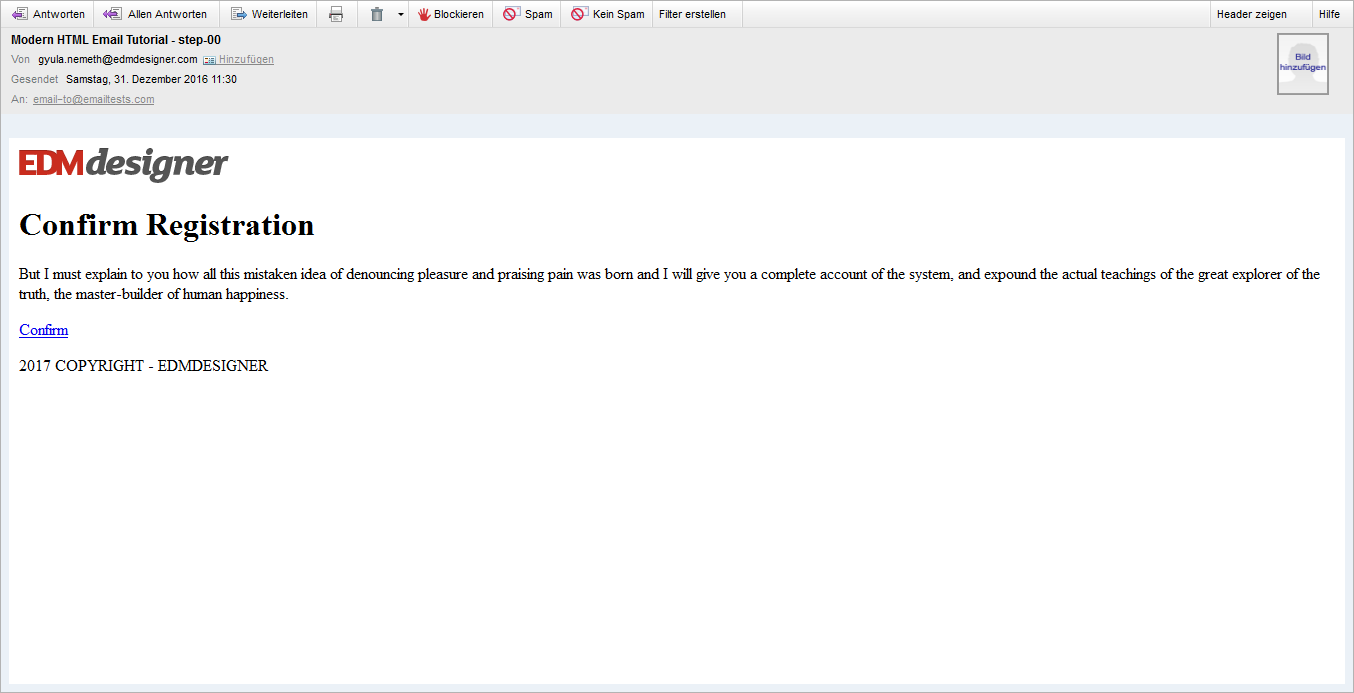 Antworten Allen Antworten Weiterleiten Blockieren Spam Kein Spam Filter erstellen Header zeigen Hilfe
Modern HTML Email Tutorial - step-00
Von gyula.nemeth@edmdesigner.com Hinzufügen
Gesendet Samstag, 31. Dezember 2016 11:30
An: email-to@emailtests.com
Bild
hinzufügen
EDMdesigner
Confirm Registration
But I must explain to you how all this mistaken idea of denouncing pleasure and praising pain was born and I will give you a complete account of the system, and expound the actual teachings of the great explorer of the
truth, the master-builder of human happiness.
Confirm
2017 COPYRIGHT - EDMDESIGNER